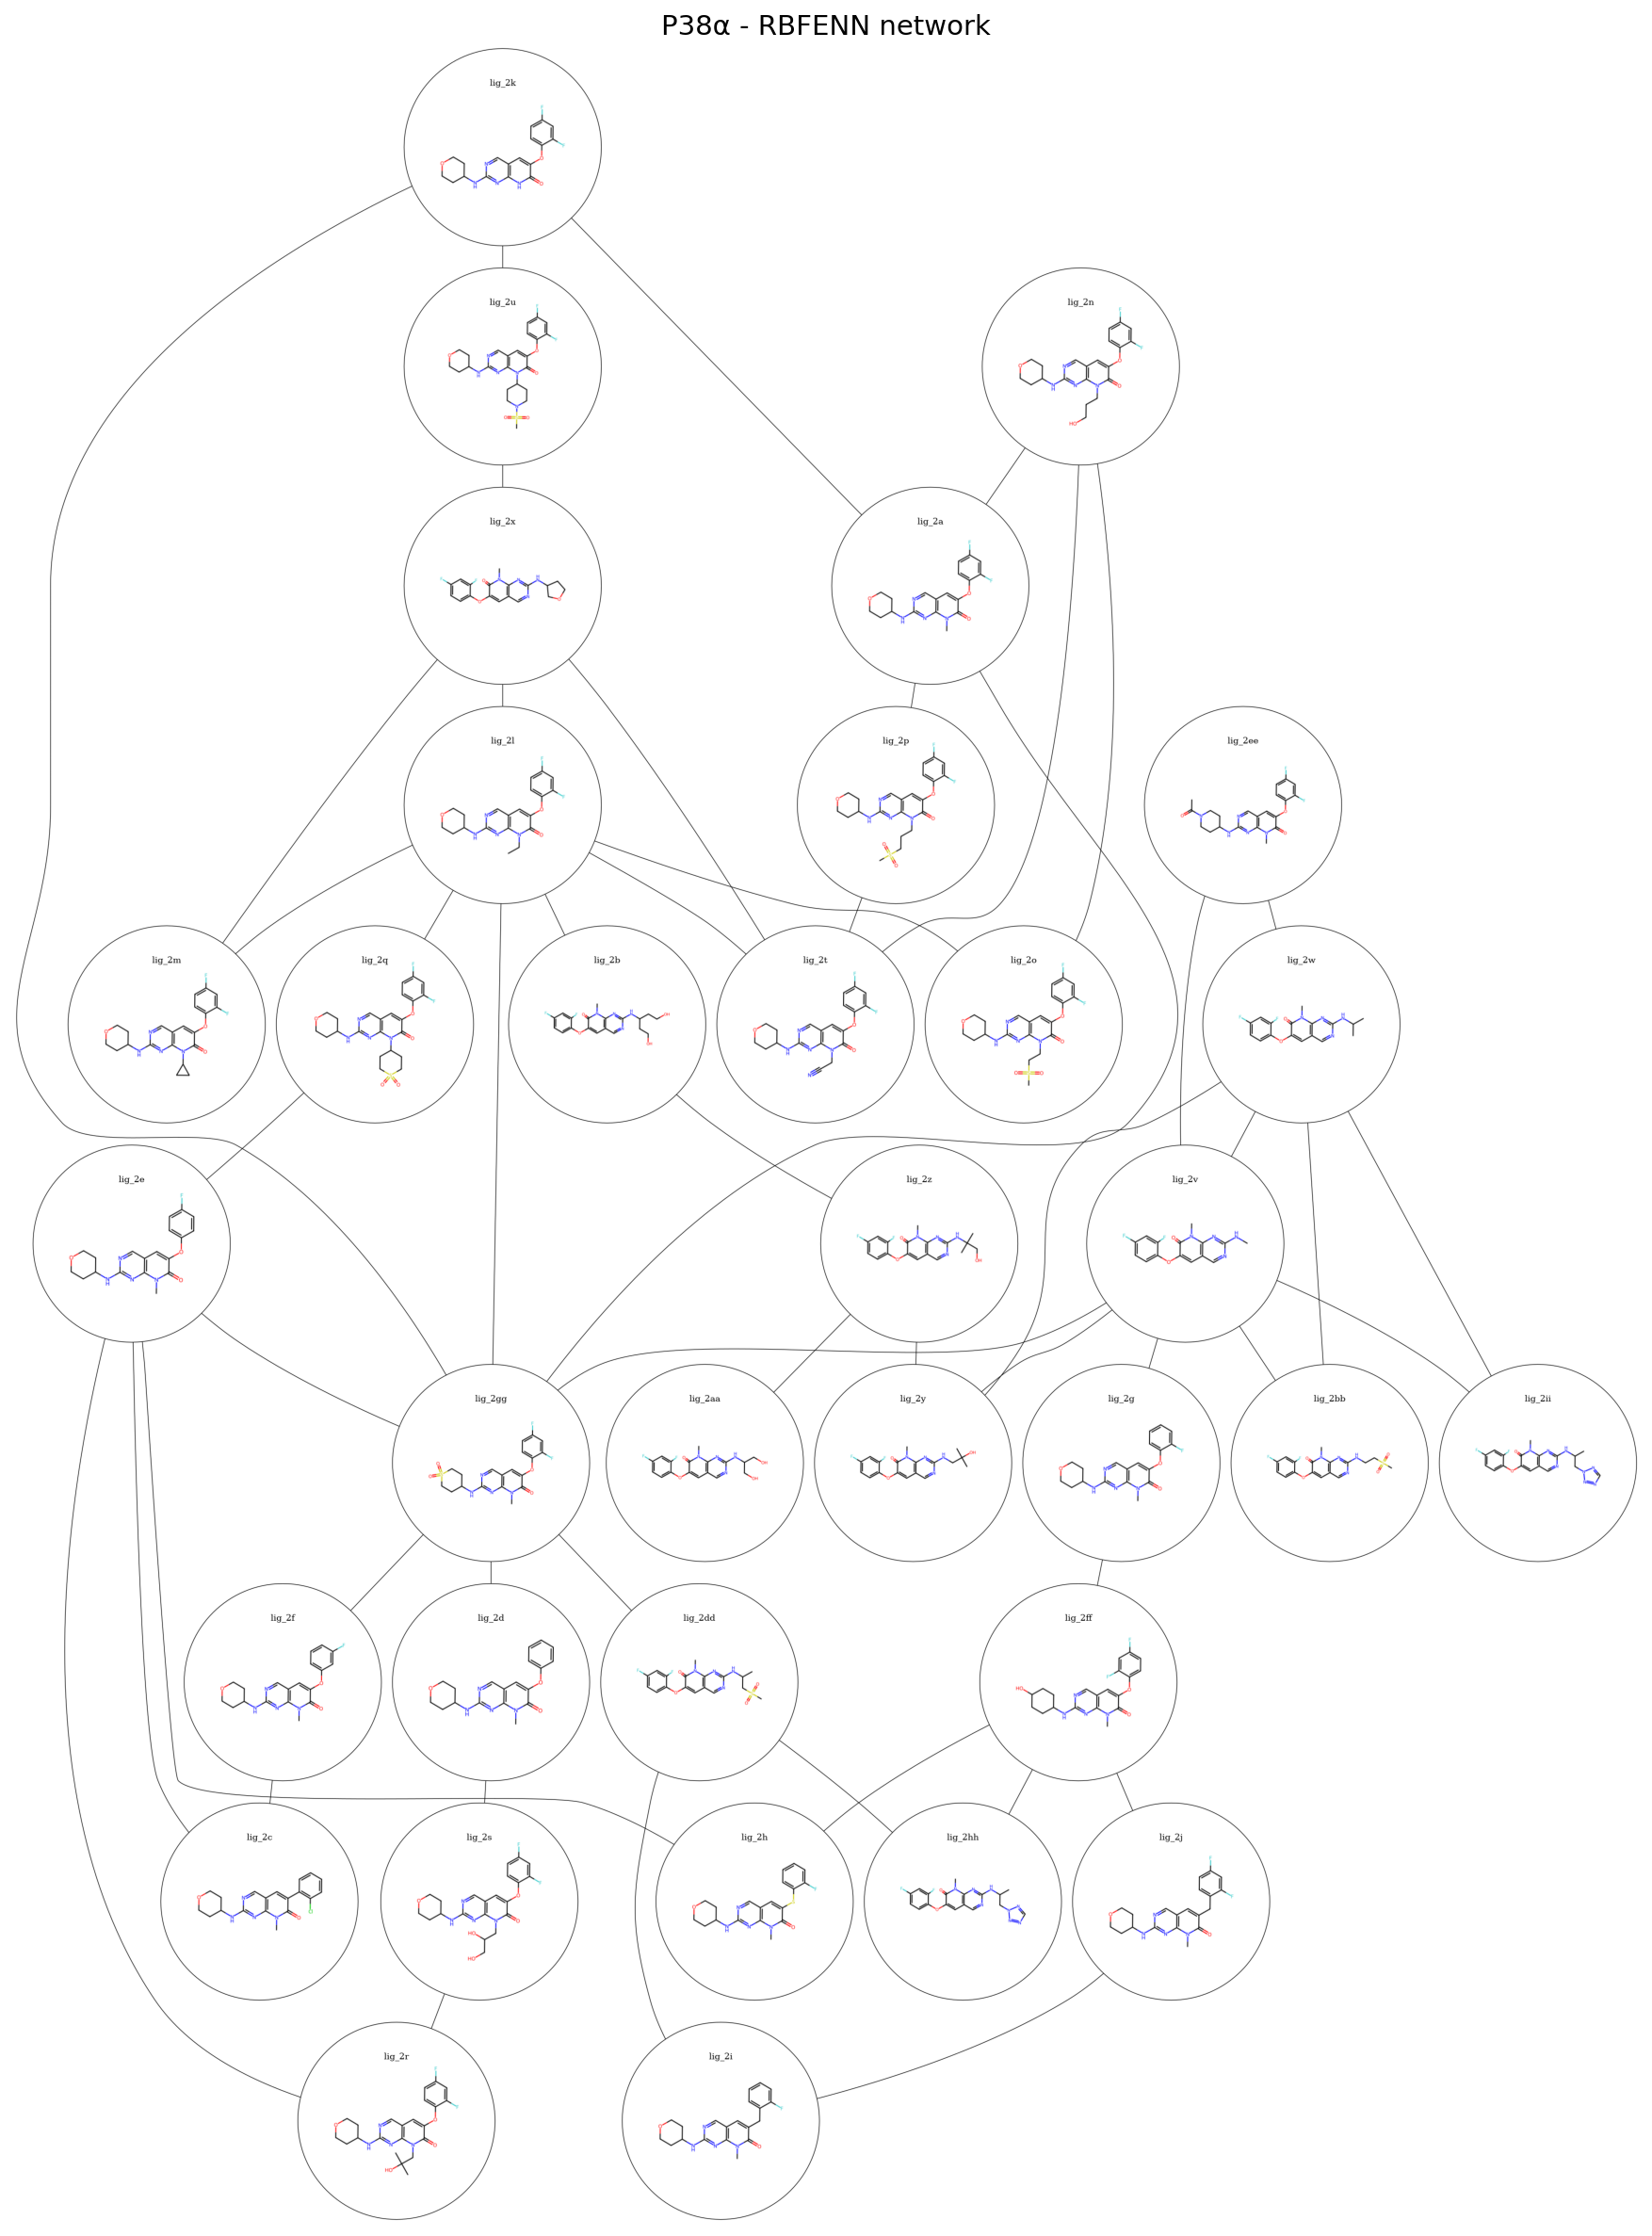 P38α - RBFENN network
lig_2k
lig_2u
lig_2n
lig_2x
lig_2a
lig_2l
lig_2p
lig_2ee
lig_2m
lig_2q
lig_2b
lig_2t
lig_2o
lig_2w
lig_2e
lig_2z
lig_2v
lig_2gg
lig_2aa
lig_2y
lig_2g
lig_2bb
lig_2ii
lig_2f
lig_2d
lig_2dd
lig_2ff
lig_2c
lig_2s
lig_2h
lig_2hh
lig_2j
lig_2r
lig_2i